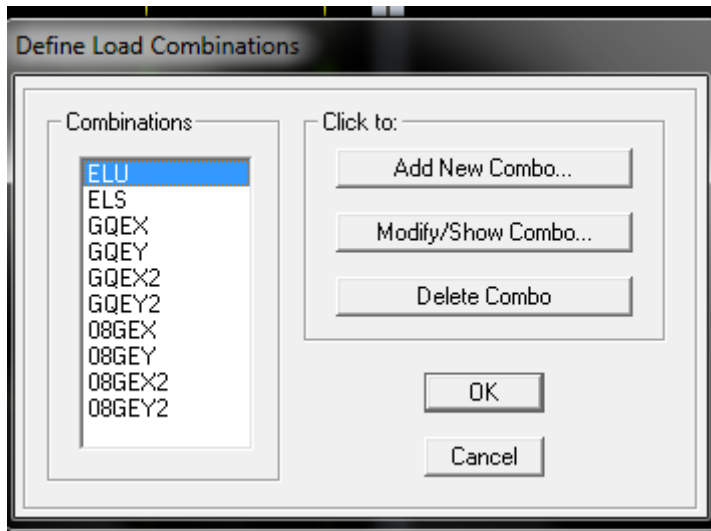 Define Load Combinations
Combinations
ELU
ELS
GQEX
GQEY
GQEX2
GQEY2
08GEX
08GEY
08GEX2
08GEY2
Click to:
Add New Combo...
Modify/Show Combo...
Delete Combo
OK
Cancel